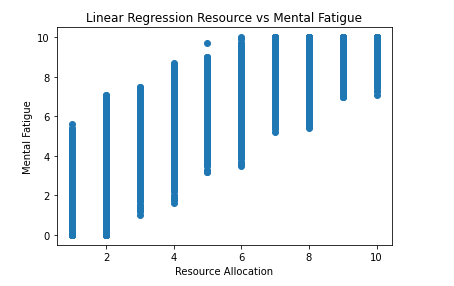 Linear Regression Resource vs Mental Fatigue
10
8
6
4
2
0
Mental Fatigue
2 4 6 8 10
Resource Allocation